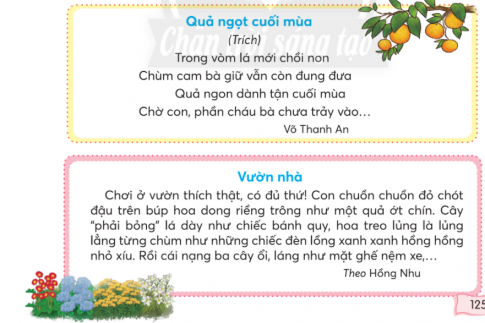 Quả ngọt cuối mùa
(Trích)
Trong vòm lá mới chồi non
Chùm cam bà giữ vẫn còn đung đưa
Quả ngon dành tận cuối mùa
Chờ con, phần cháu bà chưa trảy vào…
Võ Thanh An
Vườn nhà
Chơi ở vườn thích thật, có đủ thứ! Con chuồn chuồn đỏ chót
đậu trên búp hoa dong riềng trông như một quả ớt chín. Cây
“phải bỏng” lá dày như chiếc bánh quy, hoa treo lủng là lủng
lẳng từng chùm như những chiếc đèn lồng xanh xanh hồng hồng
nhỏ xíu. Rồi cái nạng ba cây ổi, láng như mặt ghế nệm xe,…
Theo Hồng Nhu
125